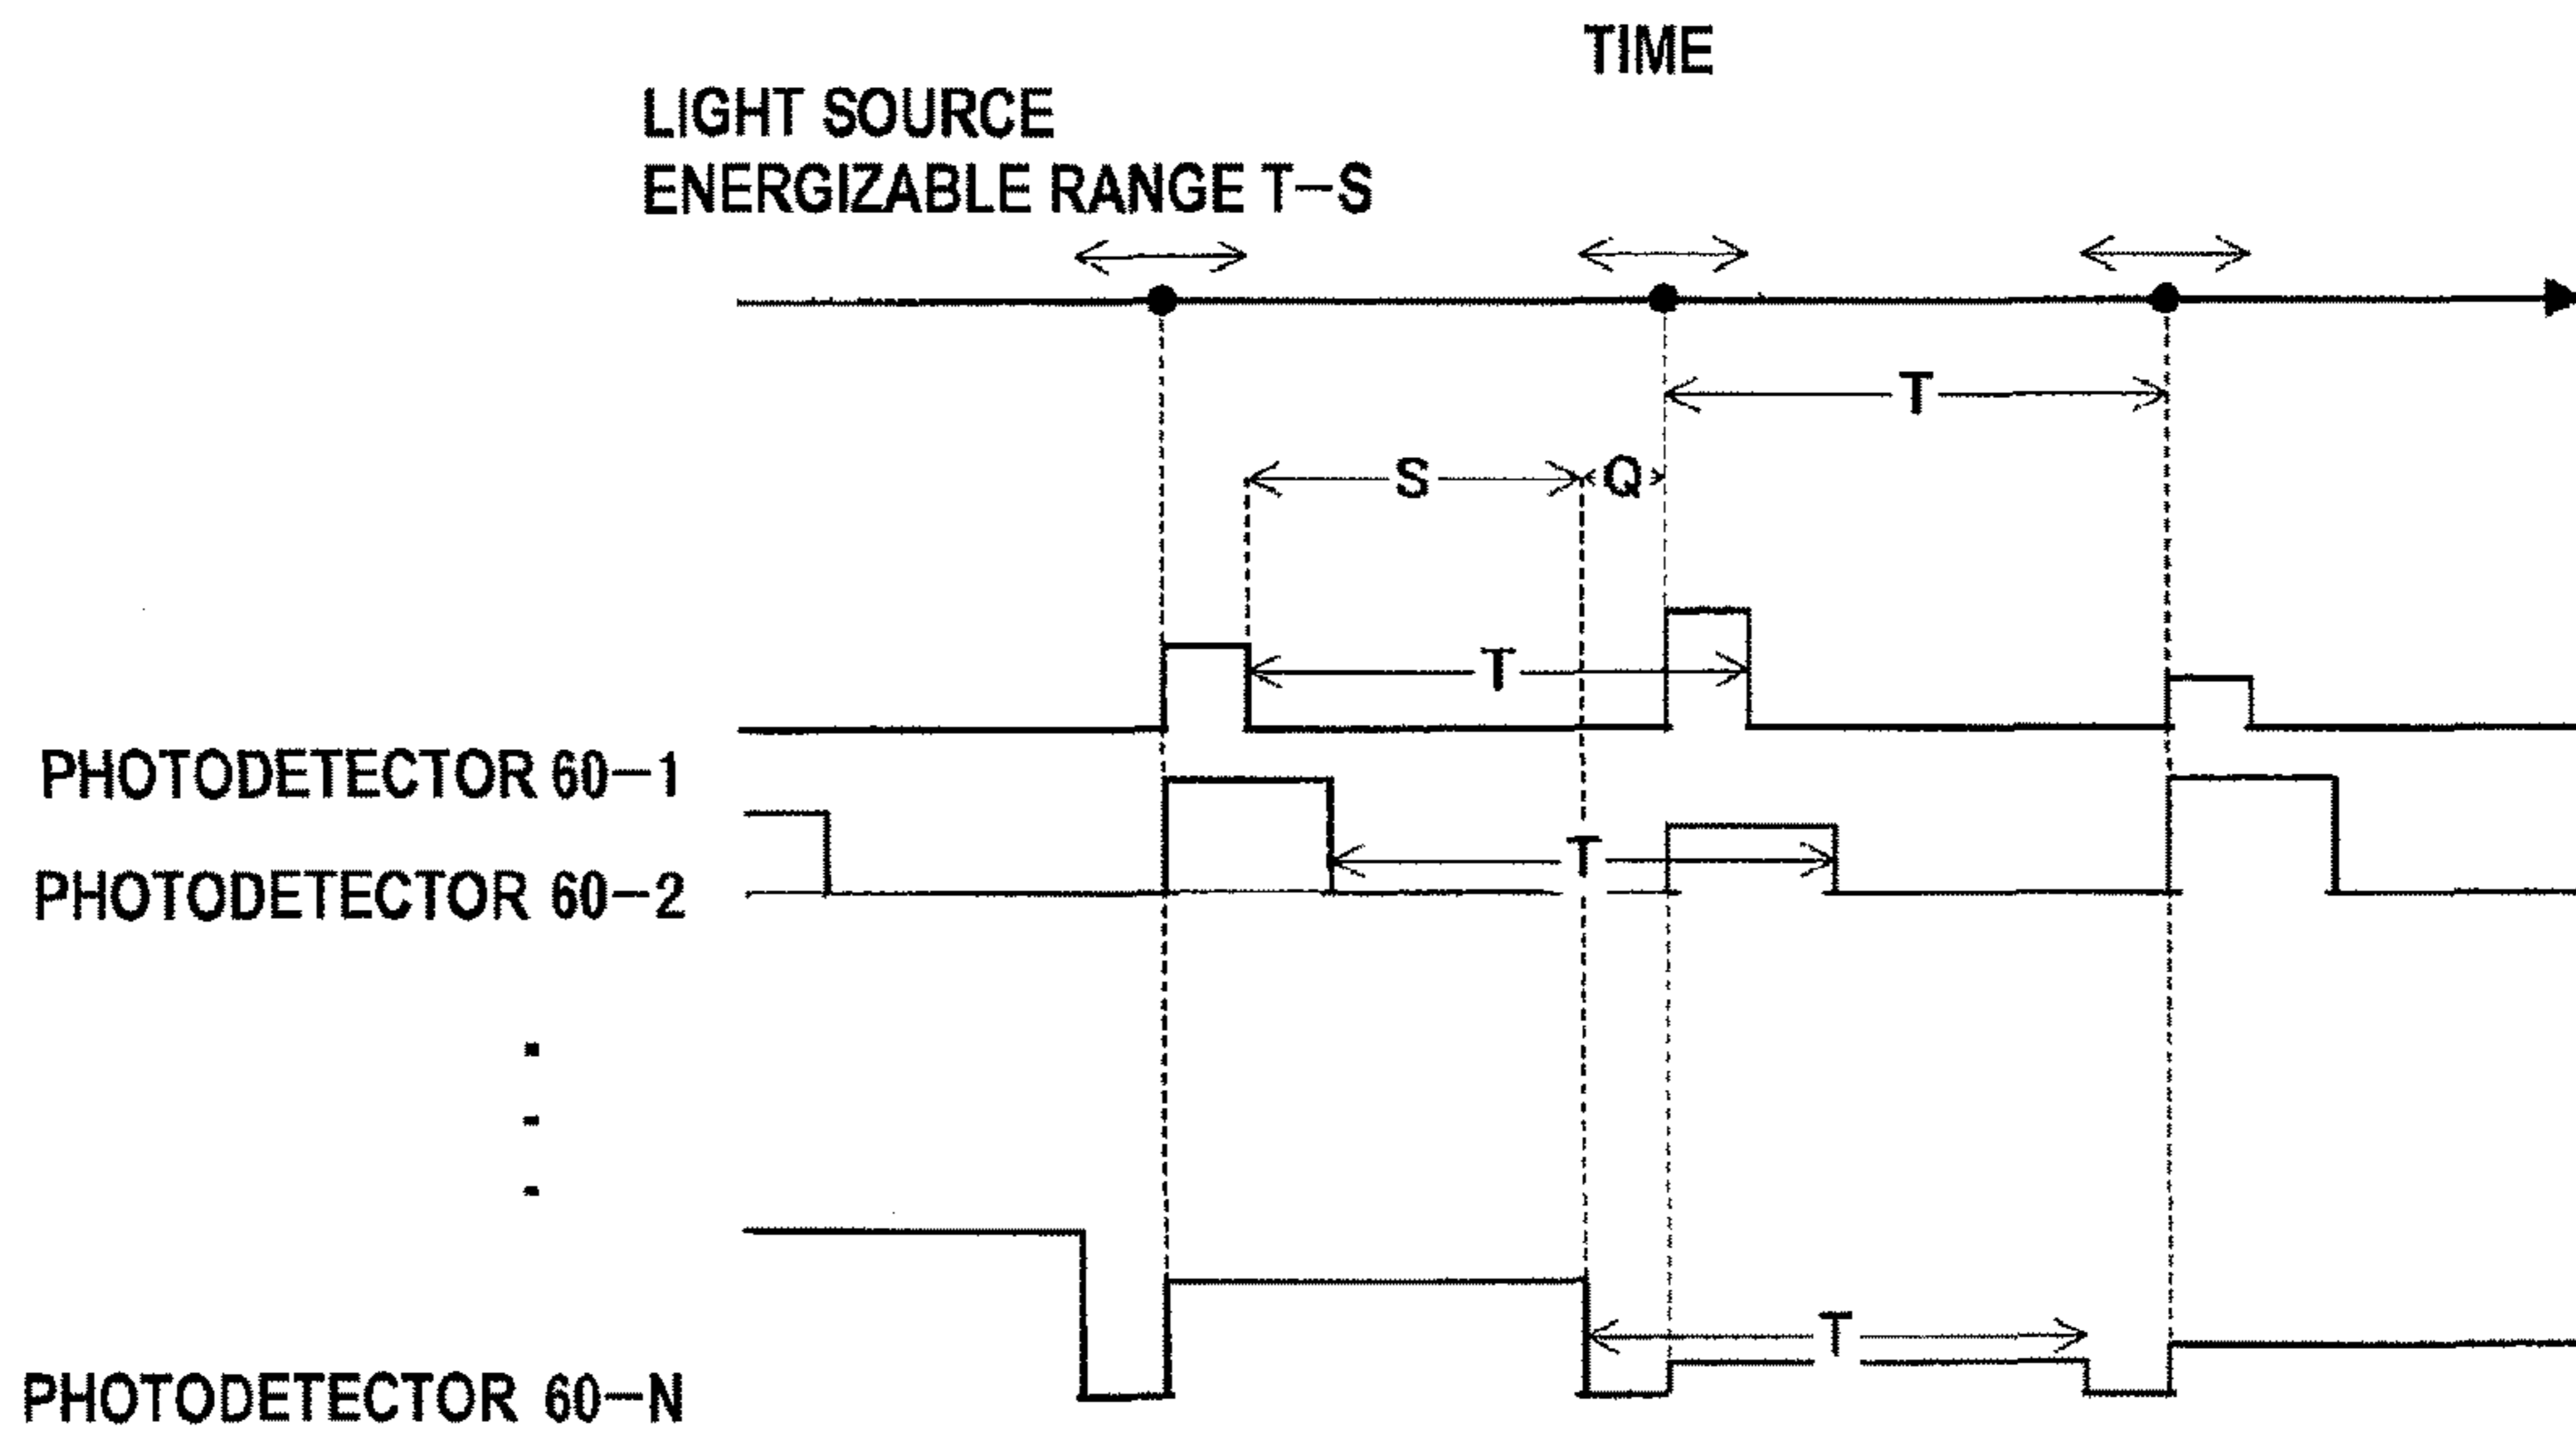 TIME
LIGHT SOURCE
ENERGIZABLE RANGE T—S
T
S
Q
T
PHOTODETECTOR 60—1
T
PHOTODETECTOR 60—2
T
PHOTODETECTOR 60—N